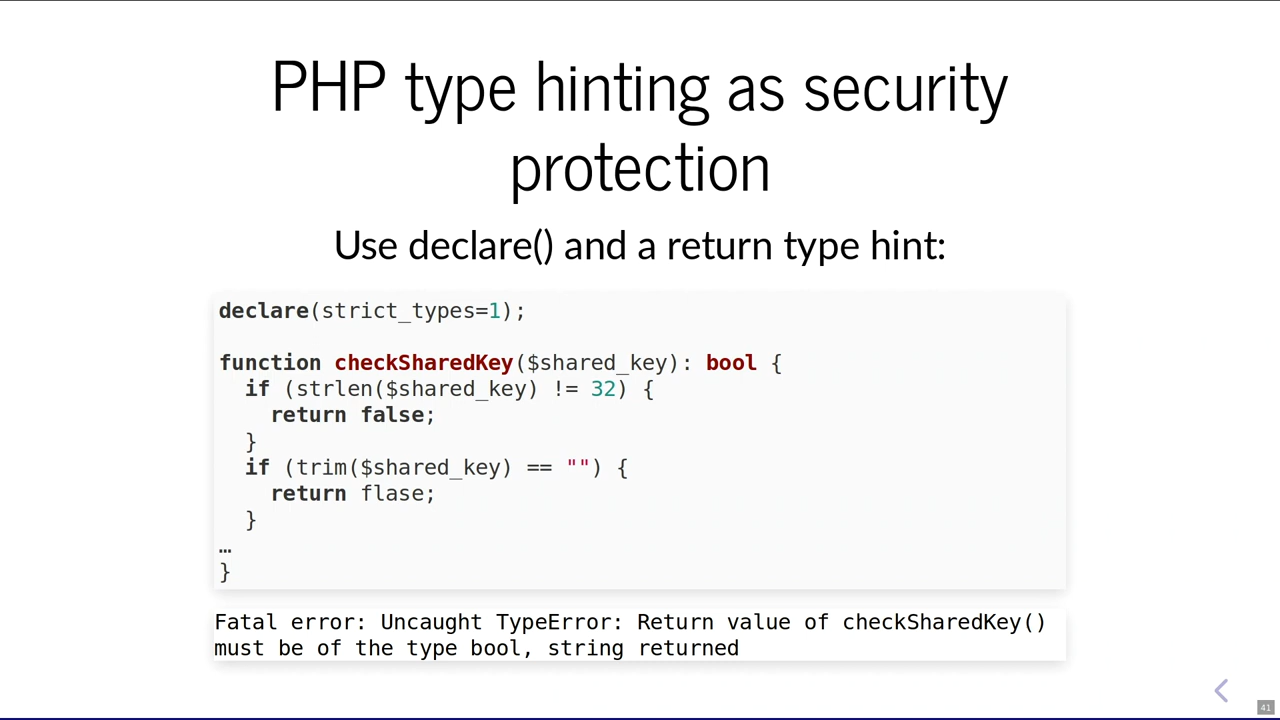 PHP type hinting as security
protection
Use declare() and a return type hint:
declare(strict_types=1);
function checkSharedKey($shared_key): bool {
  if (strlen($shared_key) != 32) {
    return false;
  }
  if (trim($shared_key) == "") {
    return flase;
  }
…
}
Fatal error: Uncaught TypeError: Return value of checkSharedKey()
must be of the type bool, string returned
41